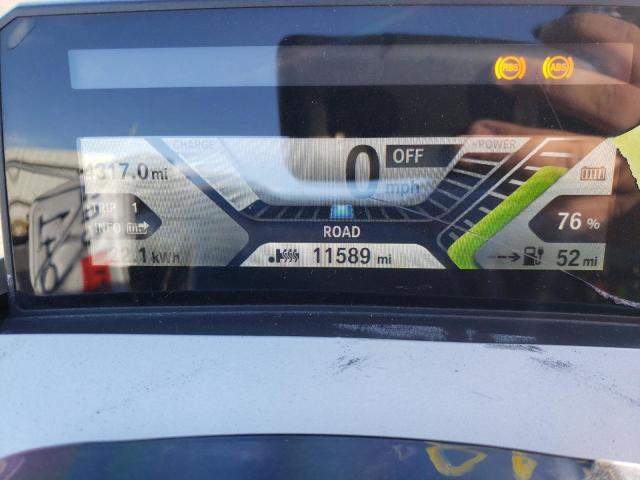 RBS ABS
CHARGE POWER
4317.0 mi
0 OFF
mph
TRIP 1
INFO
76 %
ROAD
22.1 kWh
11589 mi
52 mi